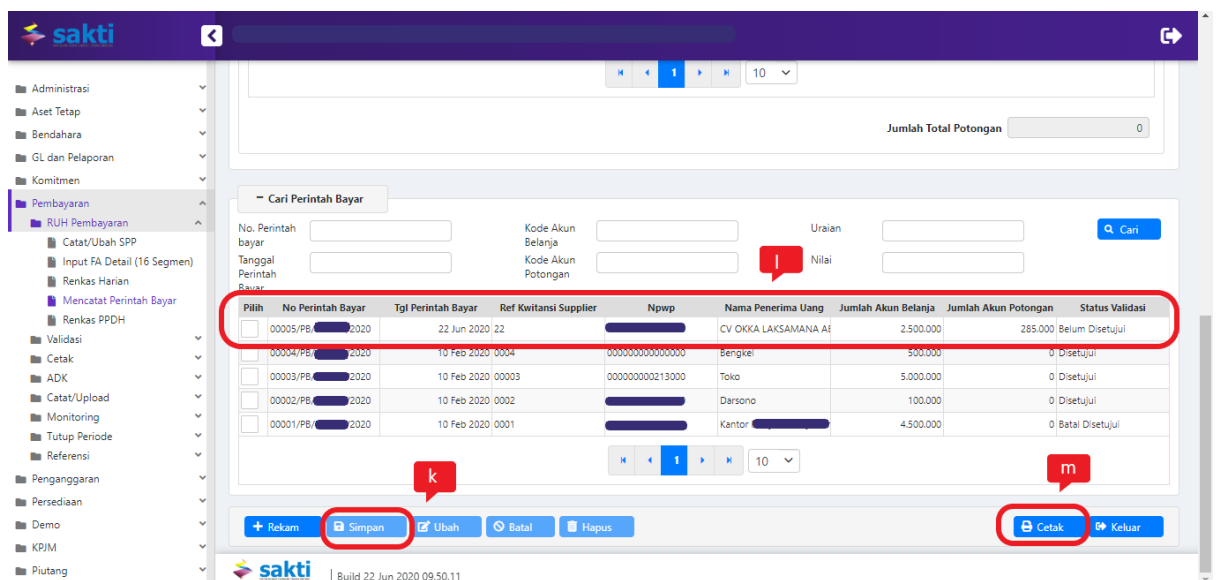 sakti
1
10
Jumlah Total Potongan 0
Administrasi
Aset Tetap
Bendahara
GL dan Pelaporan
Komitmen
Pembayaran
RUH Pembayaran
Catat/Ubah SPP
Input FA Detail (16 Segmen)
Renkas Harian
Mencatat Perintah Bayar
Renkas PPDH
Validasi
Cetak
ADK
Catat/Upload
Monitoring
Tutup Periode
Referensi
Penganggaran
Persediaan
Demo
KPJM
Piutang
Cari Perintah Bayar
No. Perintah bayar
Kode Akun Belanja
Uraian
Cari
Tanggal Perintah Bayar
Kode Akun Potongan
Nilai
l
Pilih No Perintah Bayar Tgl Perintah Bayar Ref Kwitansi Supplier Npwp Nama Penerima Uang Jumlah Akun Belanja Jumlah Akun Potongan Status Validasi
00005/PB/ 2020 22 Jun 2020 22 CV OKKA LAKSAMANA 2.500.000 285.000 Belum Disetujui
00004/PB/ 2020 10 Feb 2020 0004 000000000000000 Bengkel 500.000 0 Disetujui
00003/PB/ 2020 10 Feb 2020 00003 000000000213000 Toko 5.000.000 0 Disetujui
00002/PB/ 2020 10 Feb 2020 0002 Darsono 100.000 0 Disetujui
00001/PB/ 2020 10 Feb 2020 0001 Kantor 4.500.000 0 Batal Disetujui
1
10
k
m
Rekam Simpan Ubah Batal Hapus Cetak Keluar
sakti | Build 22 Jun 2020 09.50.11